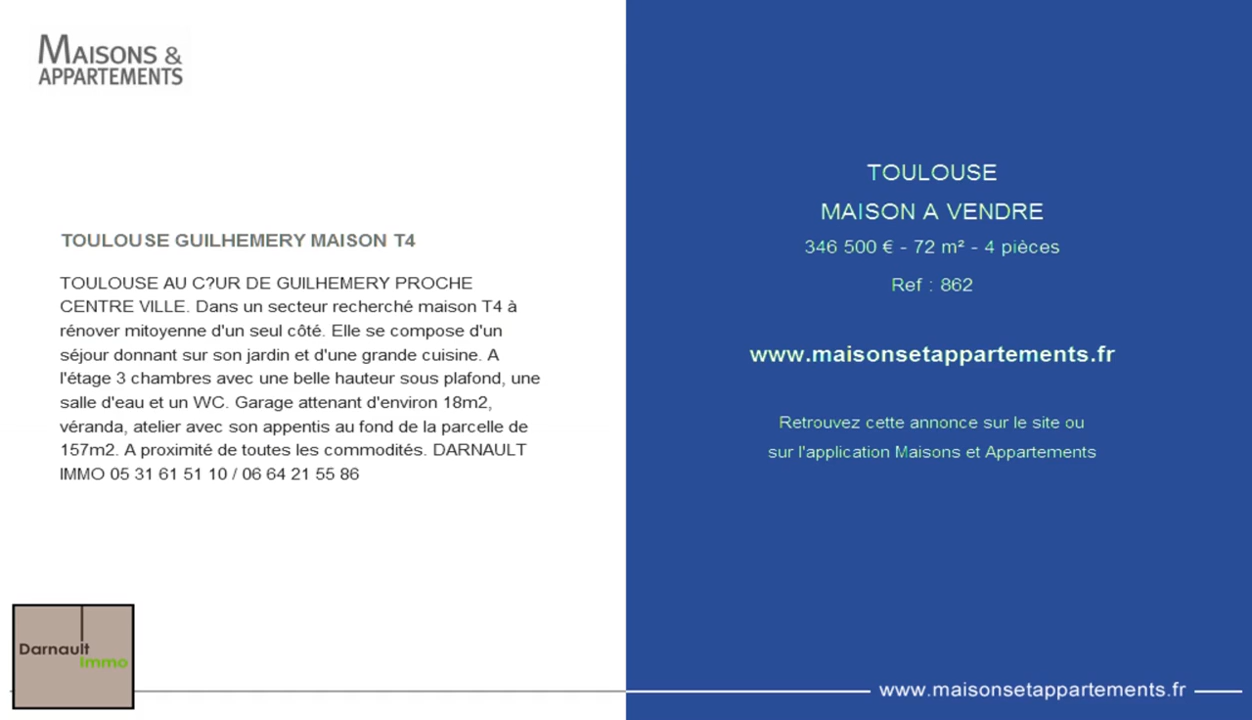 MAISONS &
APPARTEMENTS
TOULOUSE GUILHEMERY MAISON T4
TOULOUSE AU C?UR DE GUILHEMERY PROCHE
CENTRE VILLE. Dans un secteur recherché maison T4 à
rénover mitoyenne d'un seul côté. Elle se compose d'un
séjour donnant sur son jardin et d'une grande cuisine. A
l'étage 3 chambres avec une belle hauteur sous plafond, une
salle d'eau et un WC. Garage attenant d'environ 18m2,
véranda, atelier avec son appentis au fond de la parcelle de
157m2. A proximité de toutes les commodités. DARNAULT
IMMO 05 31 61 51 10 / 06 64 21 55 86
Darnault
immo
TOULOUSE
MAISON A VENDRE
346 500 € - 72 m² - 4 pièces
Ref : 862
www.maisonsetappartements.fr
Retrouvez cette annonce sur le site ou
sur l'application Maisons et Appartements
www.maisonsetappartements.fr